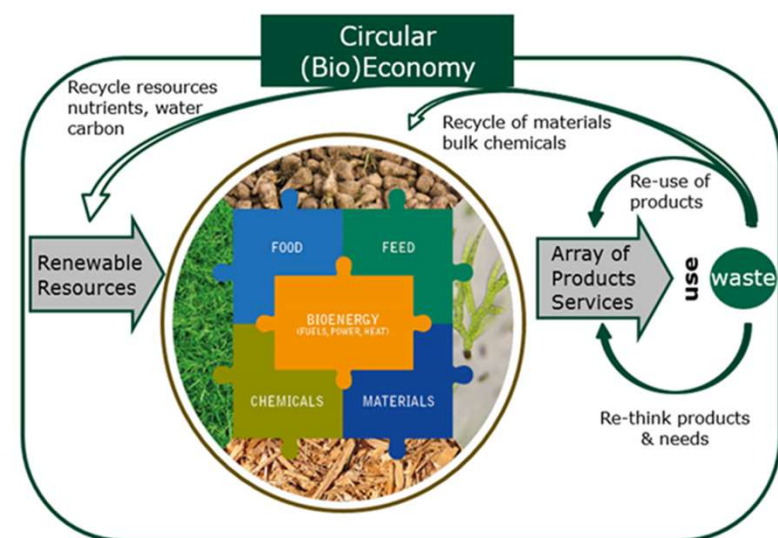 Circular
(Bio)Economy
Recycle resources
nutrients, water
carbon
Recycle of materials
bulk chemicals
Re-use of
products
Renewable
Resources
FOOD
FEED
BIOENERGY
(FUELS, POWER, HEAT)
CHEMICALS
MATERIALS
Array of
Products
Services
use
waste
Re-think products
& needs